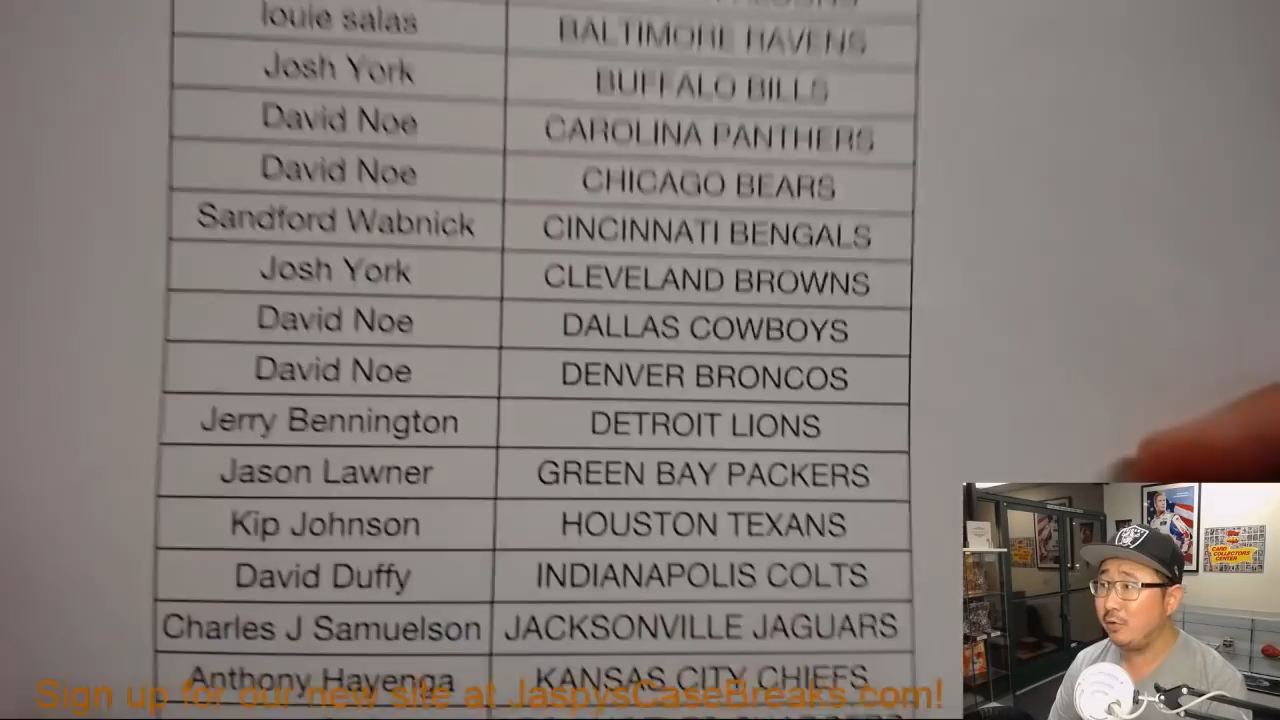 louie salas BALTIMORE RAVENS
Josh York BUFFALO BILLS
David Noe CAROLINA PANTHERS
David Noe CHICAGO BEARS
Sandford Wabnick CINCINNATI BENGALS
Josh York CLEVELAND BROWNS
David Noe DALLAS COWBOYS
David Noe DENVER BRONCOS
Jerry Bennington DETROIT LIONS
Jason Lawner GREEN BAY PACKERS
Kip Johnson HOUSTON TEXANS
David Duffy INDIANAPOLIS COLTS
Charles J Samuelson JACKSONVILLE JAGUARS
Anthony Havenga KANSAS CITY CHIEFS
Sign up for our new site at JaspysCaseBreaks.com!
CARD
COLLECTORS
CENTER